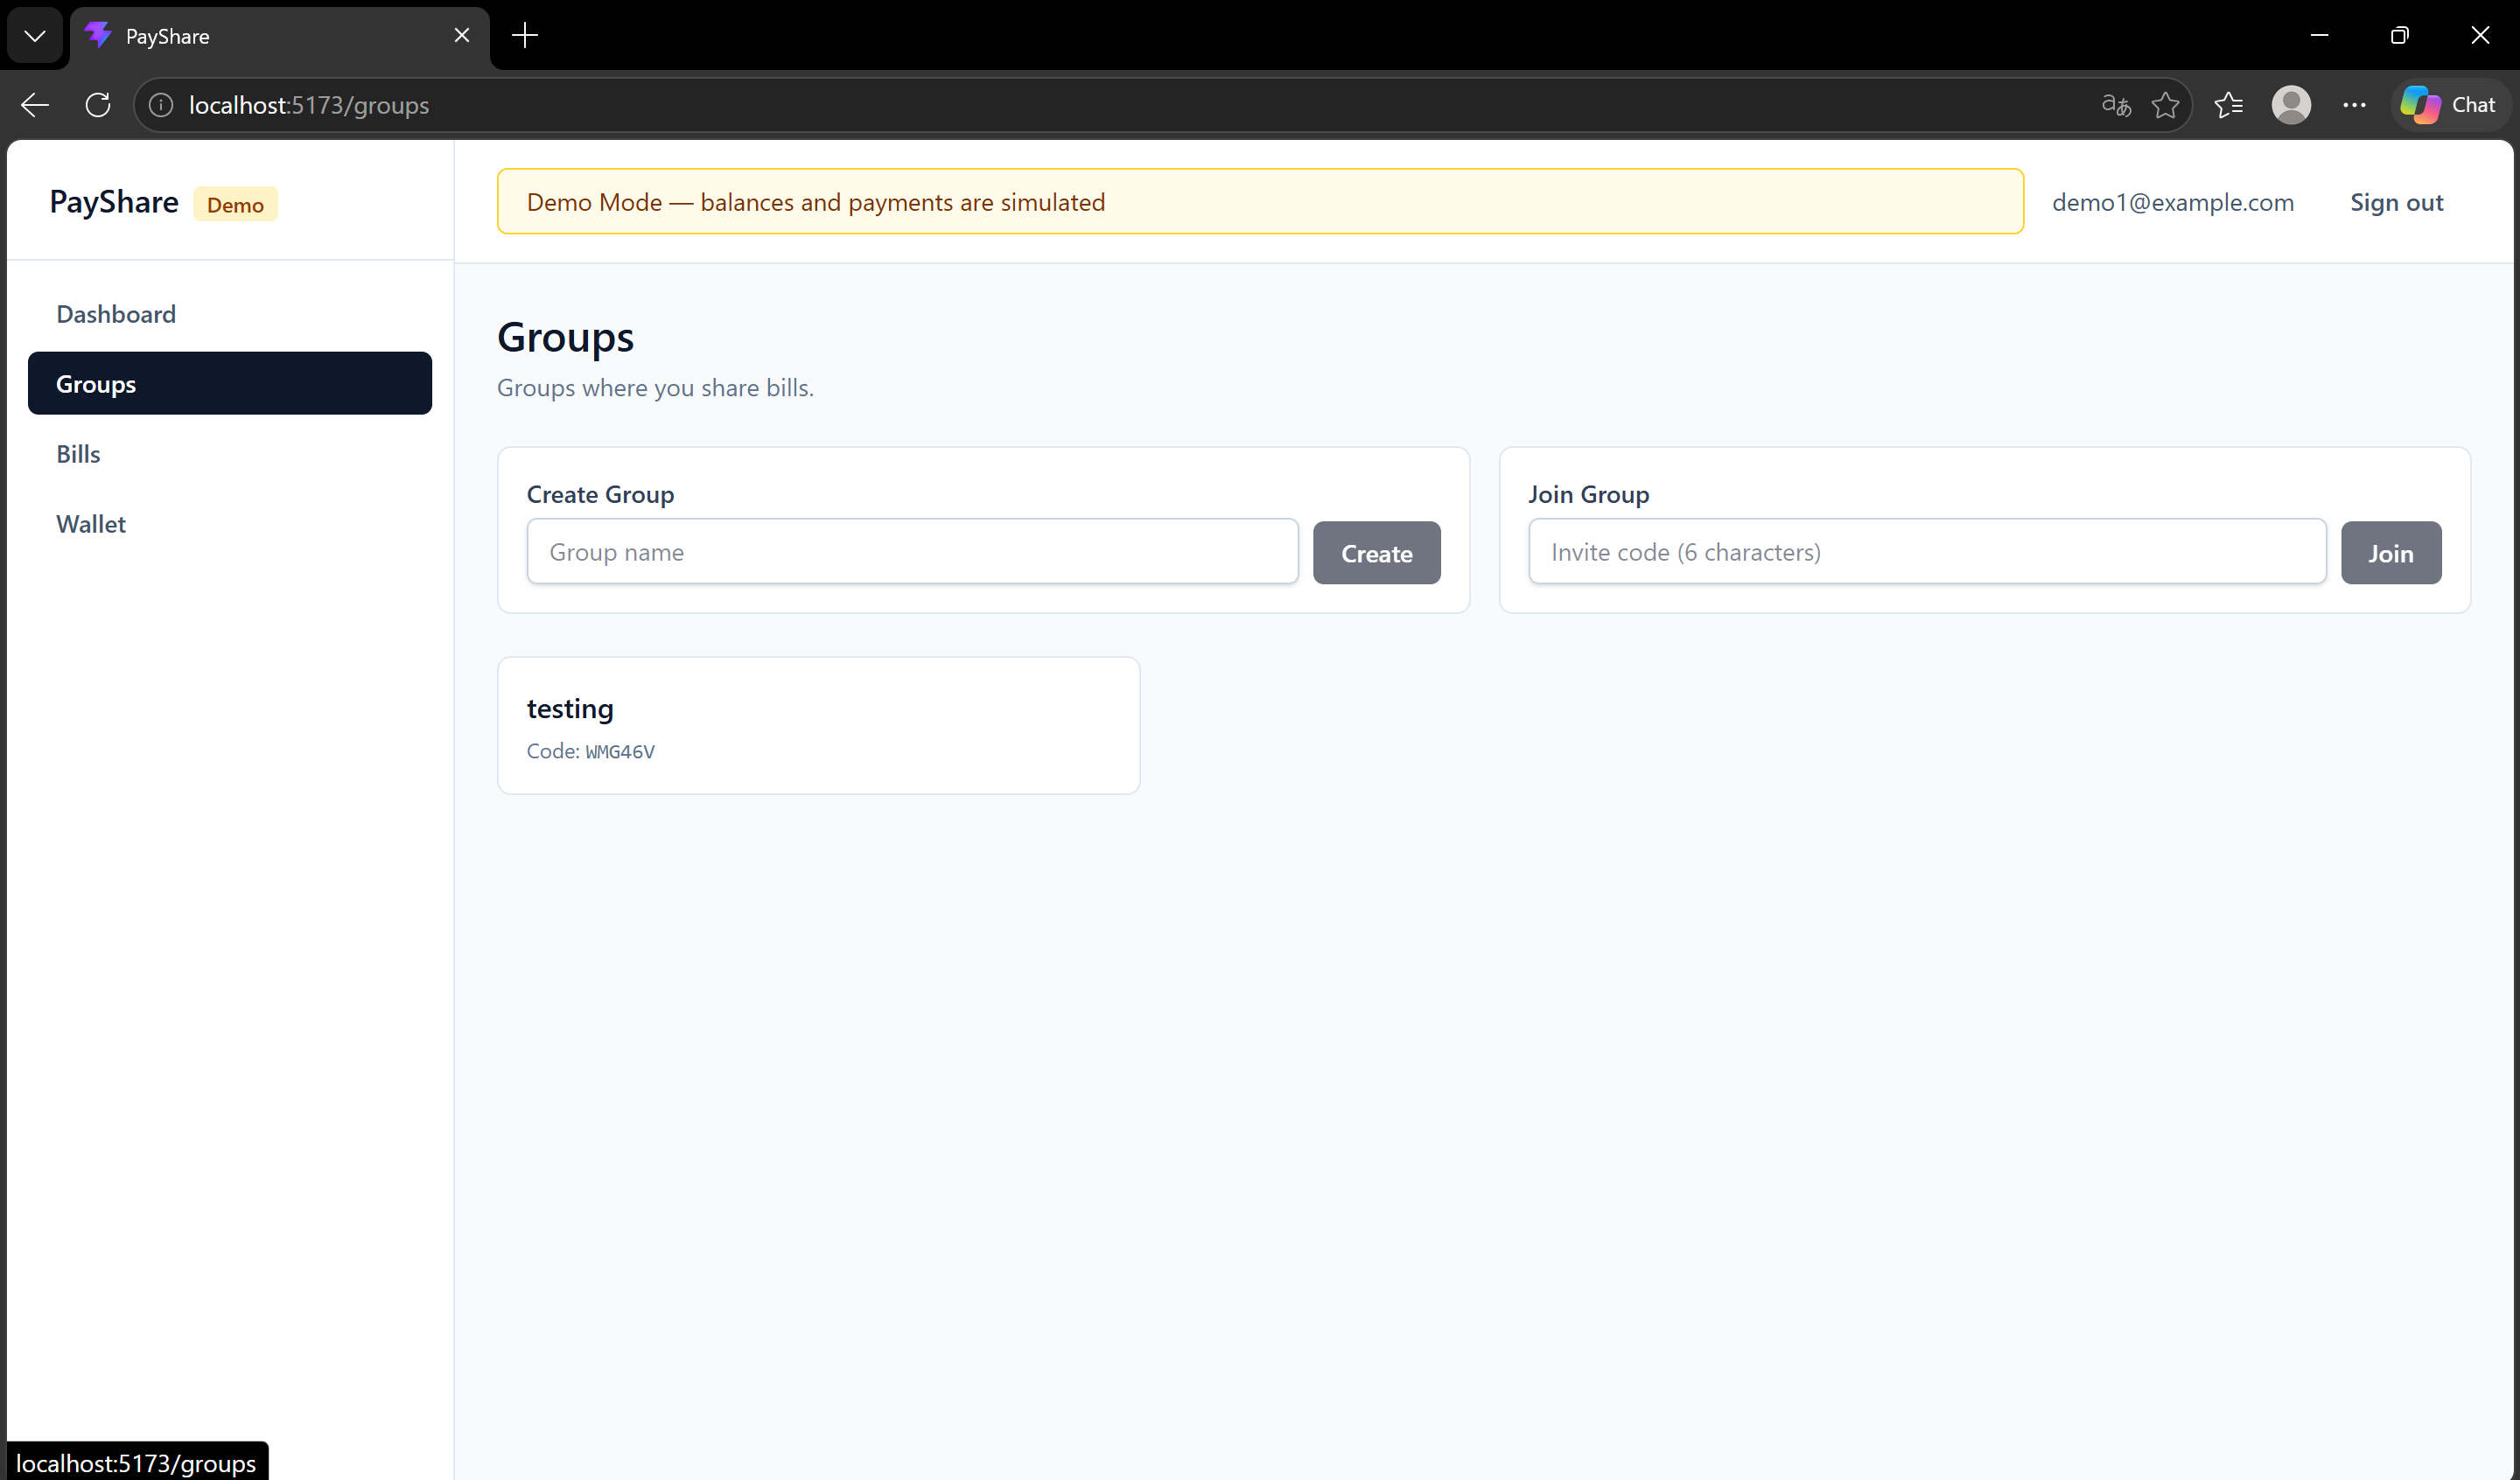 PayShare
localhost:5173/groups
Chat
PayShare Demo
Demo Mode — balances and payments are simulated
demo1@example.com
Sign out
Dashboard
Groups
Bills
Wallet
Groups
Groups where you share bills.
Create Group
Group name
Create
Join Group
Invite code (6 characters)
Join
testing
Code: WMG46V
localhost:5173/groups